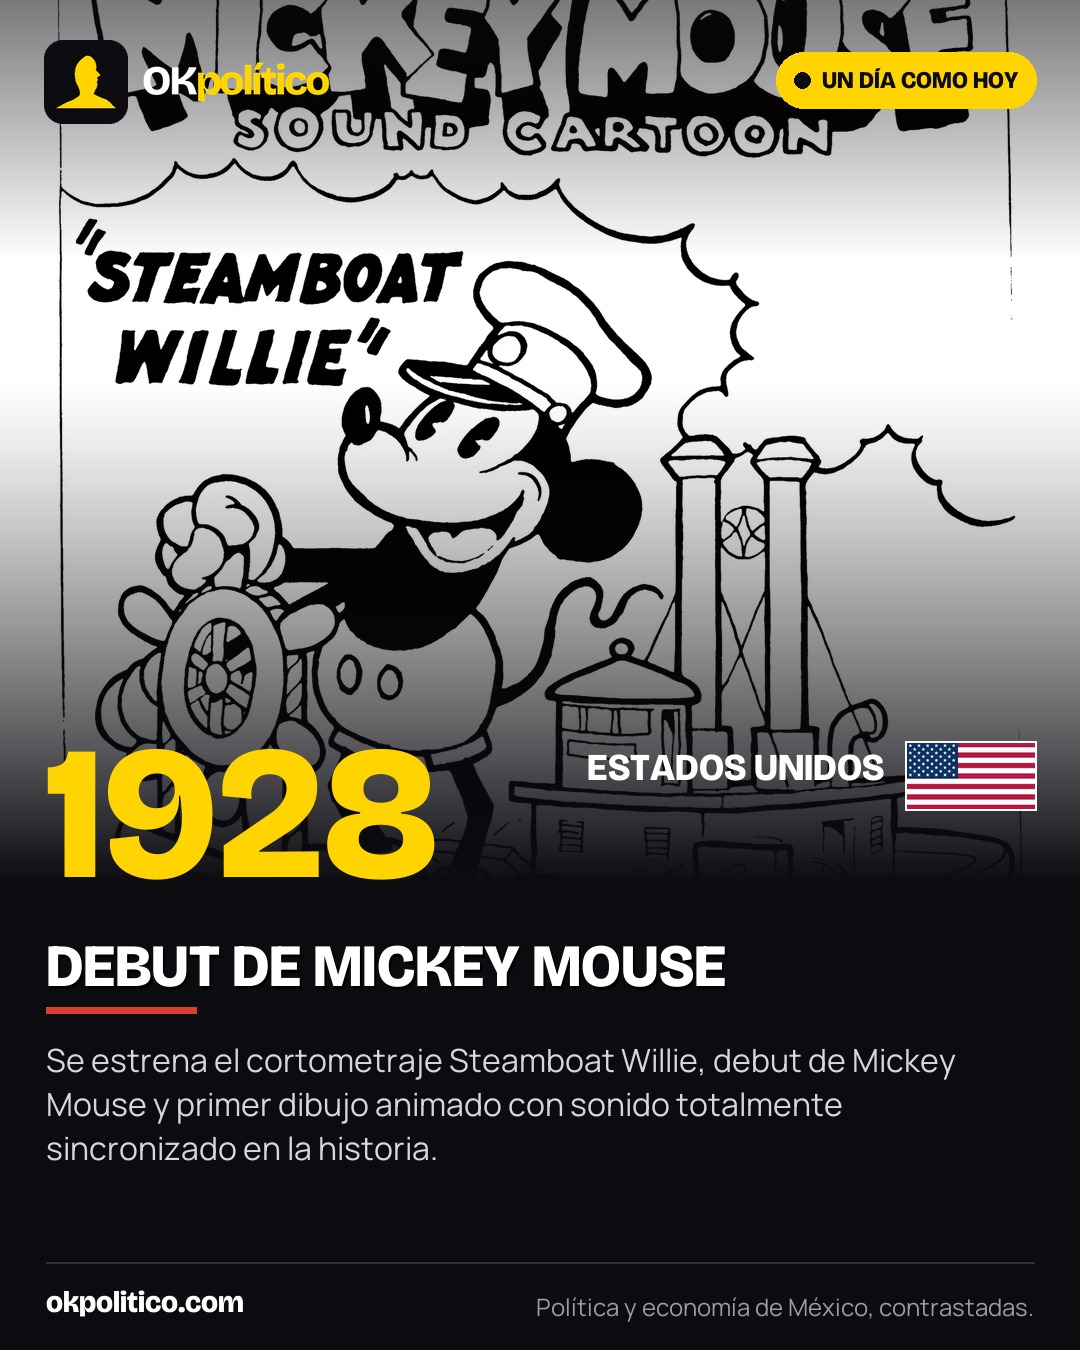 MICKEY MOUSE
OKpolítico
UN DÍA COMO HOY
SOUND CARTOON
"STEAMBOAT
WILLIE"
1928
ESTADOS UNIDOS
DEBUT DE MICKEY MOUSE
Se estrena el cortometraje Steamboat Willie, debut de Mickey
Mouse y primer dibujo animado con sonido totalmente
sincronizado en la historia.
okpolitico.com
Política y economía de México, contrastadas.